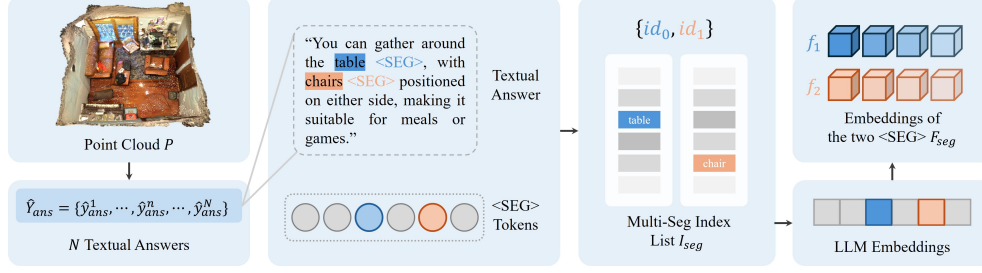 Point Cloud P
Ŷ_ans = {ŷ¹_ans, ⋯, ŷⁿ_ans, ⋯, ŷᴺ_ans}
N Textual Answers
“You can gather around
the table <SEG>, with
chairs <SEG> positioned
on either side, making it
suitable for meals or
games.”
Textual
Answer
<SEG>
Tokens
{id₀, id₁}
table
chair
Multi-Seg Index
List I_seg
f₁
f₂
Embeddings of
the two <SEG> F_seg
LLM Embeddings